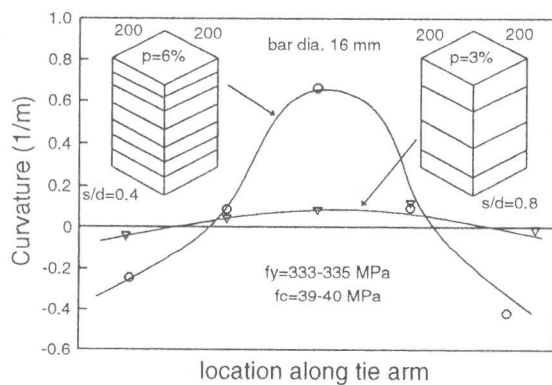 Curvature (1/m)
1.0
0.8
0.6
0.4
0.2
0
-0.2
-0.4
-0.6
200 200
p=6%
s/d=0.4
bar dia. 16 mm
200 200
p=3%
s/d=0.8
fy=333-335 MPa
fc=39-40 MPa
location along tie arm